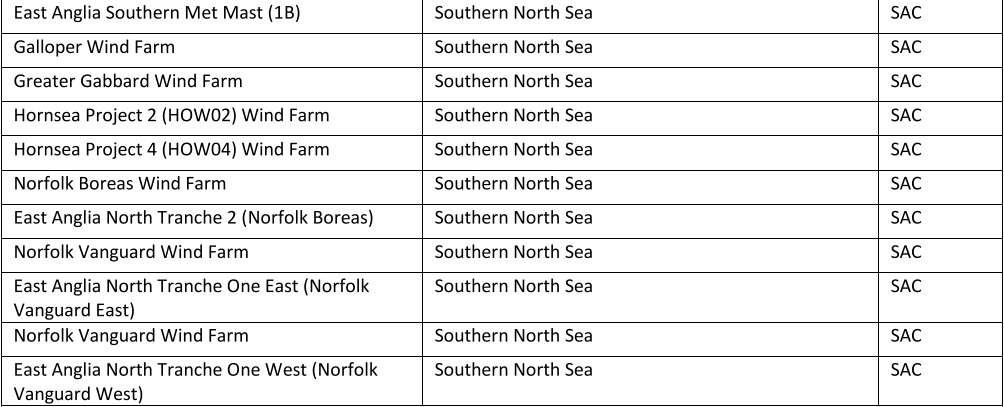 East Anglia Southern Met Mast (1B) Southern North Sea SAC
Galloper Wind Farm Southern North Sea SAC
Greater Gabbard Wind Farm Southern North Sea SAC
Hornsea Project 2 (HOW02) Wind Farm Southern North Sea SAC
Hornsea Project 4 (HOW04) Wind Farm Southern North Sea SAC
Norfolk Boreas Wind Farm Southern North Sea SAC
East Anglia North Tranche 2 (Norfolk Boreas) Southern North Sea SAC
Norfolk Vanguard Wind Farm Southern North Sea SAC
East Anglia North Tranche One East (Norfolk Southern North Sea SAC
Vanguard East)
Norfolk Vanguard Wind Farm Southern North Sea SAC
East Anglia North Tranche One West (Norfolk Southern North Sea SAC
Vanguard West)